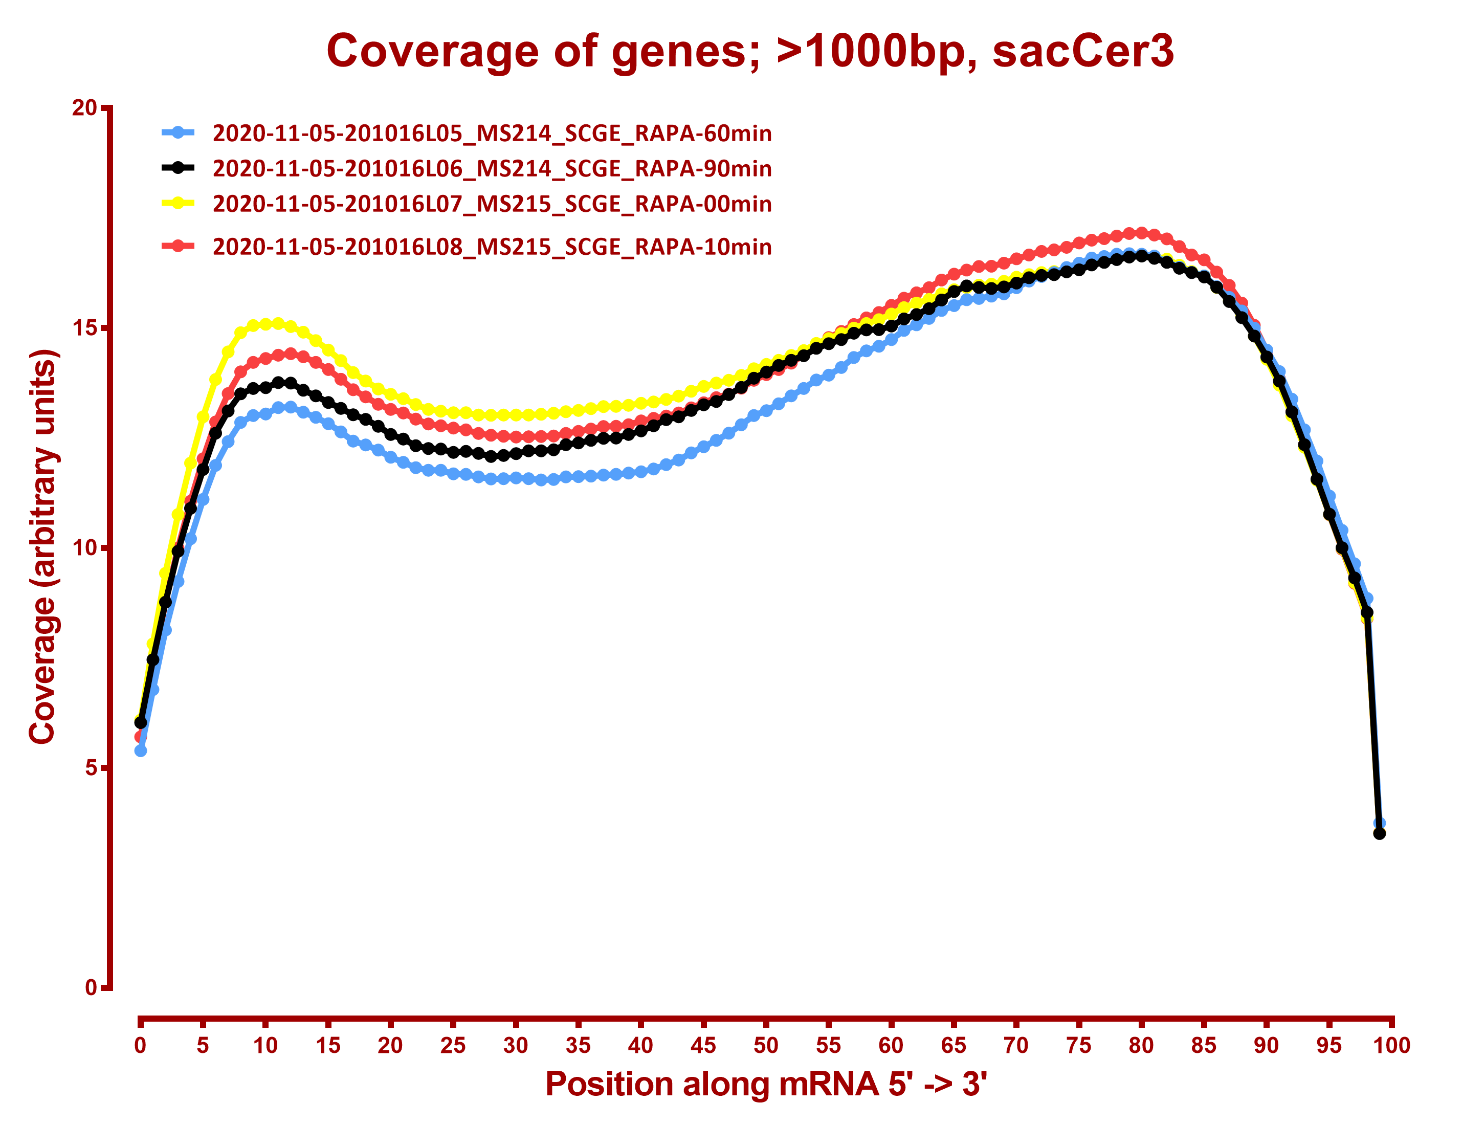 Coverage of genes; >1000bp, sacCer3
2020-11-05-201016L05_MS214_SCGE_RAPA-60min
2020-11-05-201016L06_MS214_SCGE_RAPA-90min
2020-11-05-201016L07_MS215_SCGE_RAPA-00min
2020-11-05-201016L08_MS215_SCGE_RAPA-10min
Coverage (arbitrary units)
20
15
10
5
0
0 5 10 15 20 25 30 35 40 45 50 55 60 65 70 75 80 85 90 95 100
Position along mRNA 5' -> 3'